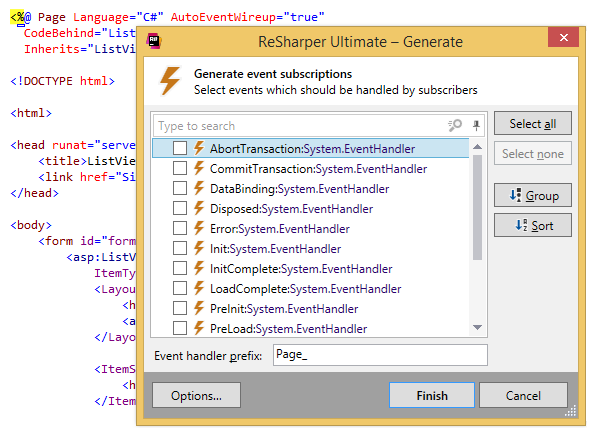 <%@ Page Language="C#" AutoEventWireup="true"
CodeBehind="List
Inherits="ListVie
<!DOCTYPE html>
<html>
<head runat="serve
<title>ListVie
<link href="Si
</head>
<body>
<form id="form
<asp:ListV
ItemTy
<Layou
<h
<a
</Layo
<ItemS
<h
</Item
ReSharper Ultimate – Generate
Generate event subscriptions
Select events which should be handled by subscribers
Type to search
AbortTransaction:System.EventHandler
CommitTransaction:System.EventHandler
DataBinding:System.EventHandler
Disposed:System.EventHandler
Error:System.EventHandler
Init:System.EventHandler
InitComplete:System.EventHandler
LoadComplete:System.EventHandler
PreInit:System.EventHandler
PreLoad:System.EventHandler
Select all
Select none
Group
Sort
Event handler prefix: Page_
Options...
Finish
Cancel